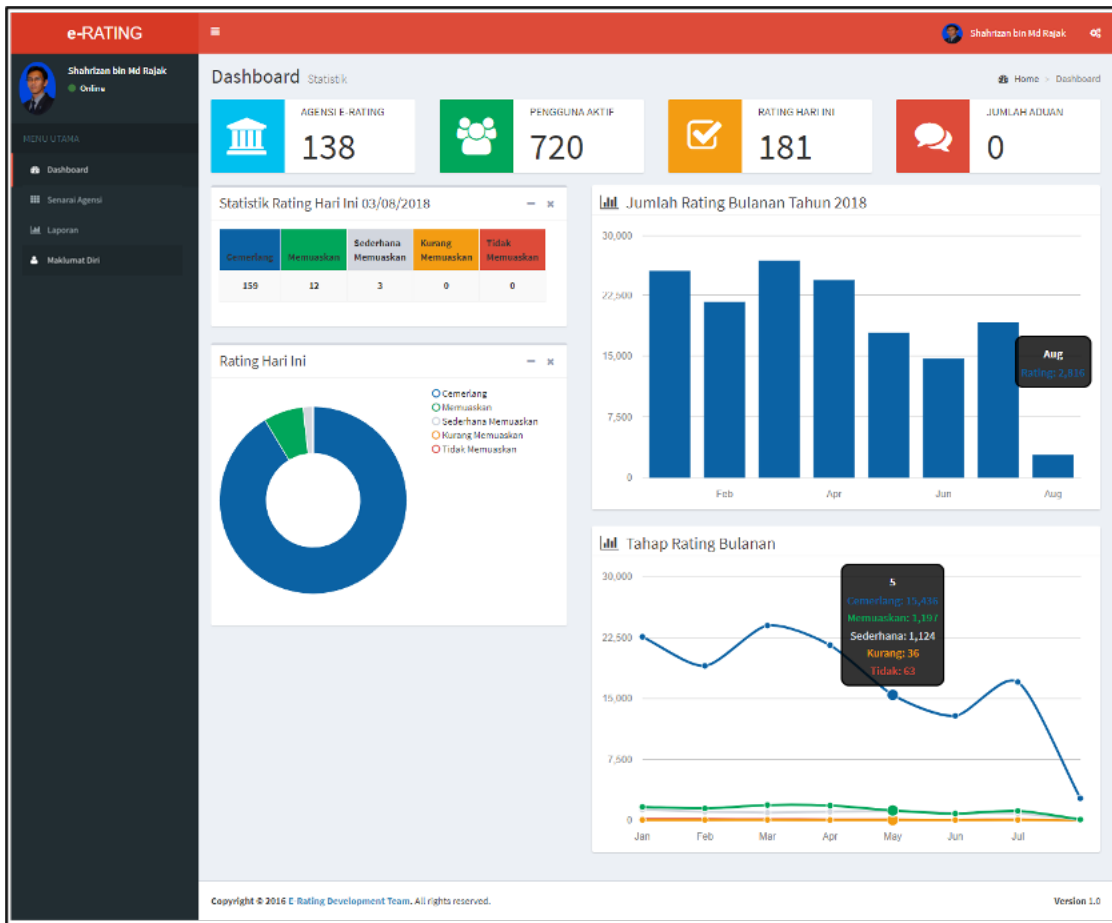 e-RATING
Shahrizan bin Md Rajak
Shahrizan bin Md Rajak
Online
MENU UTAMA
Dashboard
Senarai Agensi
Laporan
Maklumat Diri
Dashboard Statistik
Home > Dashboard
AGENSI E-RATING
138
PENGGUNA AKTIF
720
RATING HARI INI
181
JUMLAH ADUAN
0
Statistik Rating Hari Ini 03/08/2018
Cemerlang
Memuaskan
Sederhana
Memuaskan
Kurang
Memuaskan
Tidak
Memuaskan
159 12 3 0 0
Rating Hari Ini
Cemerlang
Memuaskan
Sederhana Memuaskan
Kurang Memuaskan
Tidak Memuaskan
Jumlah Rating Bulanan Tahun 2018
30,000
22,500
15,000
7,500
0
Aug
Rating: 2,816
Feb Apr Jun Aug
Tahap Rating Bulanan
30,000
22,500
15,000
7,500
0
5
Cemerlang: 15,438
Memuaskan: 1,197
Sederhana: 1,124
Kurang: 36
Tidak: 63
Jan Feb Mar Apr May Jun Jul
Copyright © 2016 E-Rating Development Team. All rights reserved.
Version 1.0